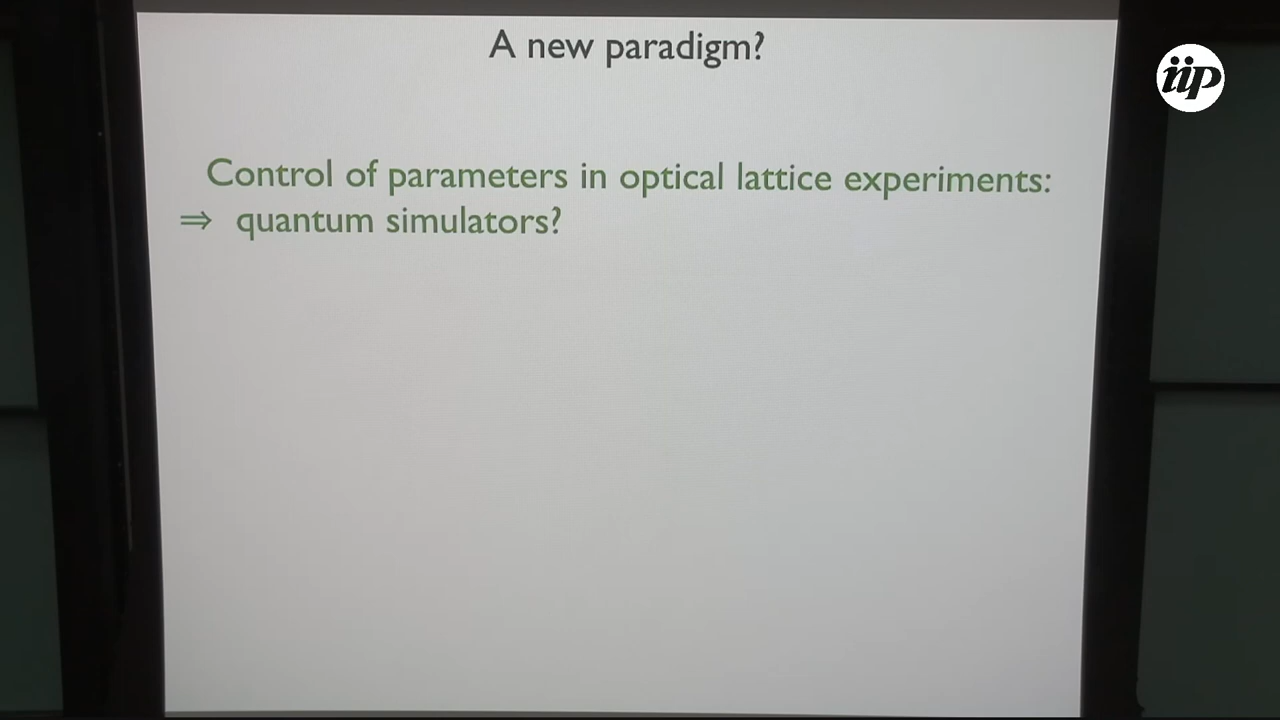 A new paradigm?
iip
Control of parameters in optical lattice experiments:
⇒ quantum simulators?